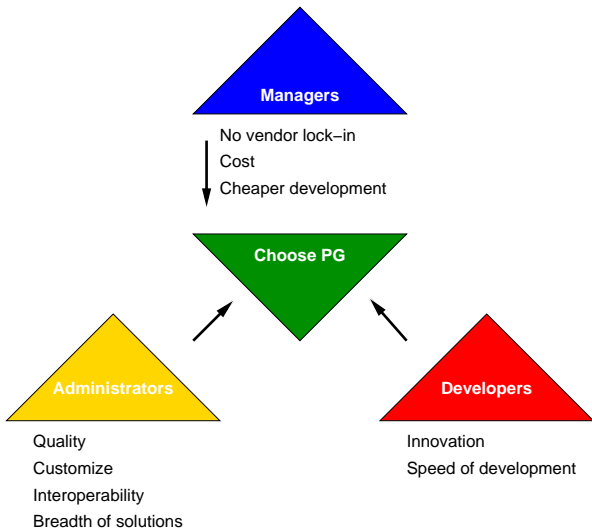 Managers
No vendor lock–in
Cost
Cheaper development
Choose PG
Administrators
Quality
Customize
Interoperability
Breadth of solutions
Developers
Innovation
Speed of development